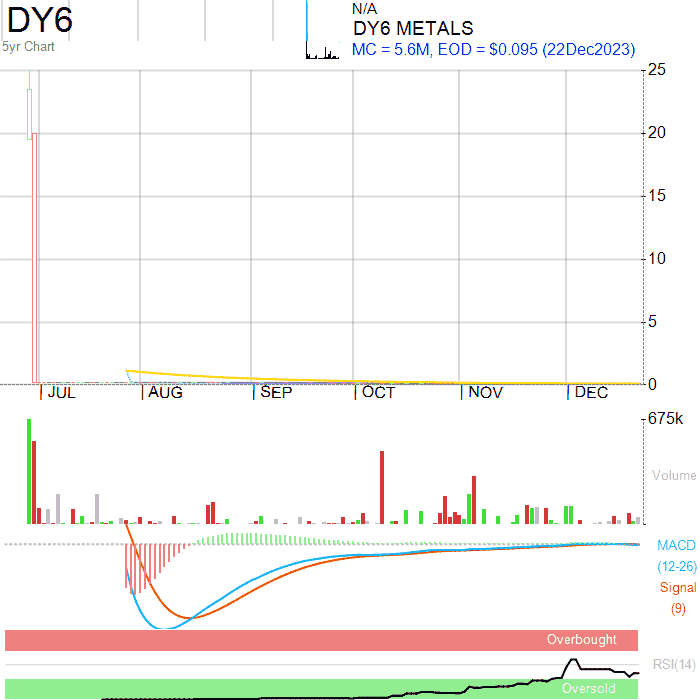 DY6
N/A
DY6 METALS
5yr Chart
MC = 5.6M, EOD = $0.095 (22Dec2023)
25
20
15
10
5
0
JUL AUG SEP OCT NOV DEC
675k
Volume
MACD
(12-26)
Signal
(9)
Overbought
RSI(14)
Oversold